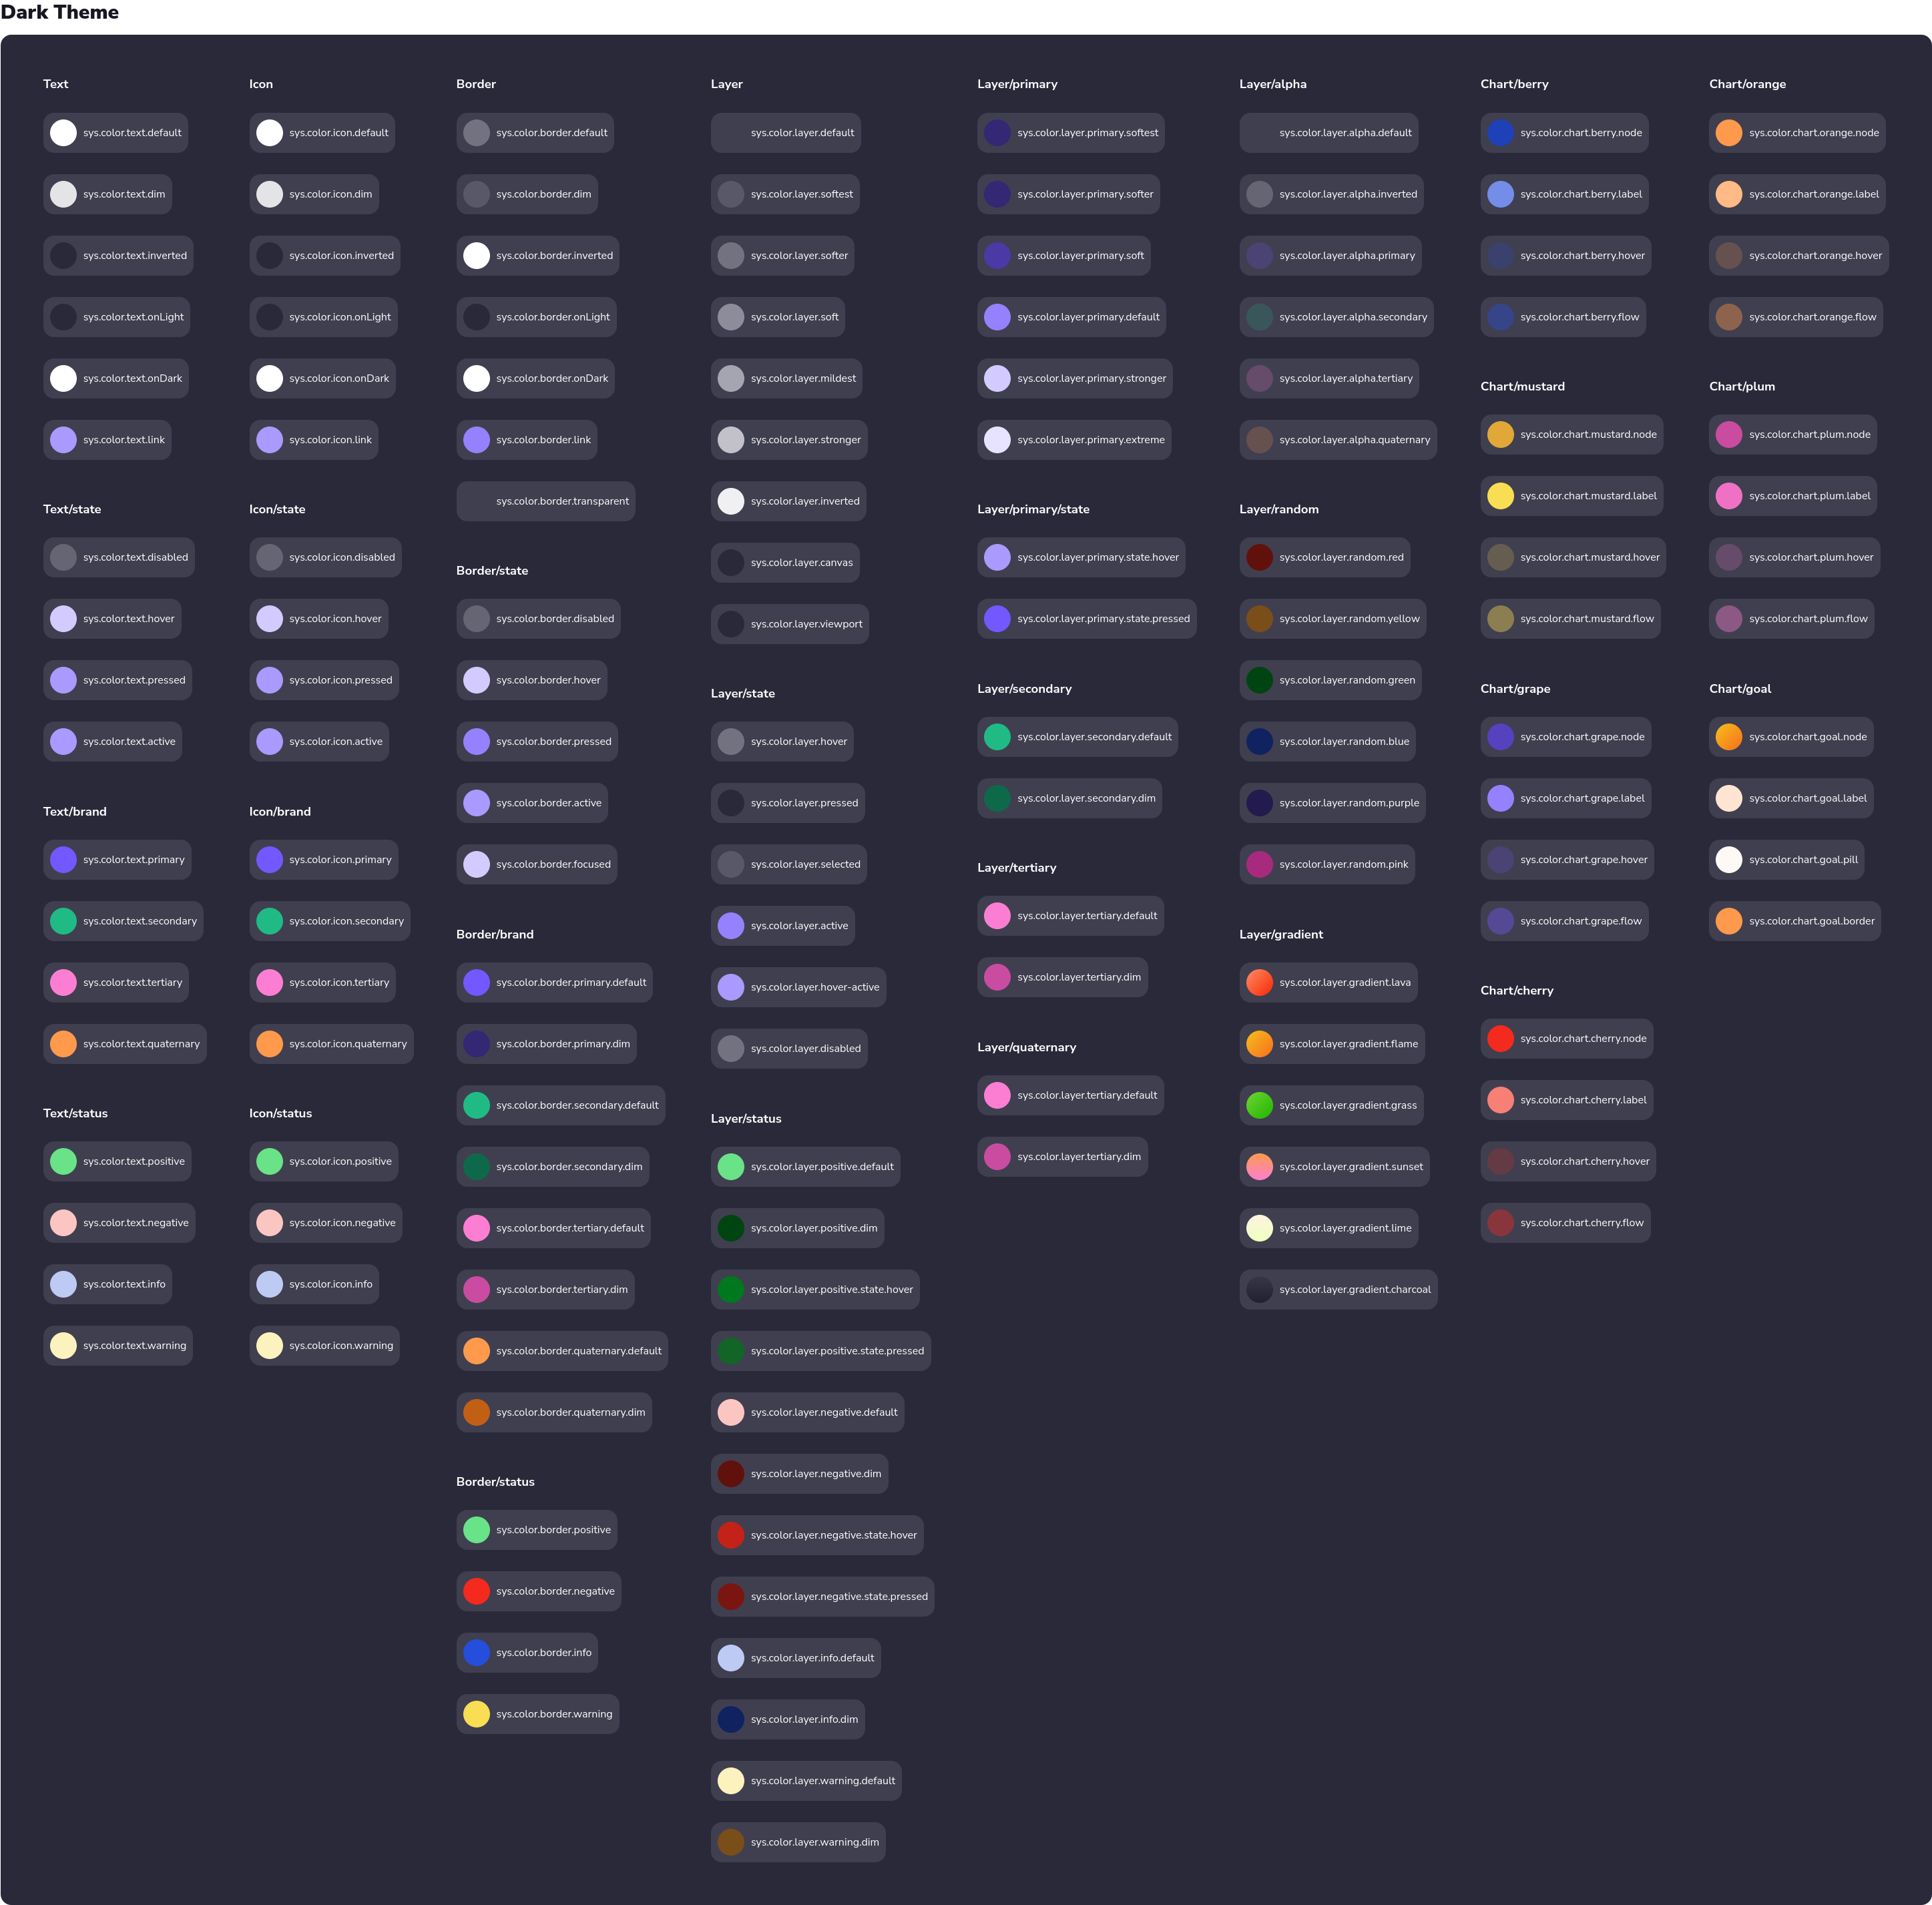 Dark Theme
Text
sys.color.text.default
sys.color.text.dim
sys.color.text.inverted
sys.color.text.onLight
sys.color.text.onDark
sys.color.text.link
Text/state
sys.color.text.disabled
sys.color.text.hover
sys.color.text.pressed
sys.color.text.active
Text/brand
sys.color.text.primary
sys.color.text.secondary
sys.color.text.tertiary
sys.color.text.quaternary
Text/status
sys.color.text.positive
sys.color.text.negative
sys.color.text.info
sys.color.text.warning
Icon
sys.color.icon.default
sys.color.icon.dim
sys.color.icon.inverted
sys.color.icon.onLight
sys.color.icon.onDark
sys.color.icon.link
Icon/state
sys.color.icon.disabled
sys.color.icon.hover
sys.color.icon.pressed
sys.color.icon.active
Icon/brand
sys.color.icon.primary
sys.color.icon.secondary
sys.color.icon.tertiary
sys.color.icon.quaternary
Icon/status
sys.color.icon.positive
sys.color.icon.negative
sys.color.icon.info
sys.color.icon.warning
Border
sys.color.border.default
sys.color.border.dim
sys.color.border.inverted
sys.color.border.onLight
sys.color.border.onDark
sys.color.border.link
sys.color.border.transparent
Border/state
sys.color.border.disabled
sys.color.border.hover
sys.color.border.pressed
sys.color.border.active
sys.color.border.focused
Border/brand
sys.color.border.primary.default
sys.color.border.primary.dim
sys.color.border.secondary.default
sys.color.border.secondary.dim
sys.color.border.tertiary.default
sys.color.border.tertiary.dim
sys.color.border.quaternary.default
sys.color.border.quaternary.dim
Border/status
sys.color.border.positive
sys.color.border.negative
sys.color.border.info
sys.color.border.warning
Layer
sys.color.layer.default
sys.color.layer.softest
sys.color.layer.softer
sys.color.layer.soft
sys.color.layer.mildest
sys.color.layer.stronger
sys.color.layer.inverted
sys.color.layer.canvas
sys.color.layer.viewport
Layer/state
sys.color.layer.hover
sys.color.layer.pressed
sys.color.layer.selected
sys.color.layer.active
sys.color.layer.hover-active
sys.color.layer.disabled
Layer/status
sys.color.layer.positive.default
sys.color.layer.positive.dim
sys.color.layer.positive.state.hover
sys.color.layer.positive.state.pressed
sys.color.layer.negative.default
sys.color.layer.negative.dim
sys.color.layer.negative.state.hover
sys.color.layer.negative.state.pressed
sys.color.layer.info.default
sys.color.layer.info.dim
sys.color.layer.warning.default
sys.color.layer.warning.dim
Layer/primary
sys.color.layer.primary.softest
sys.color.layer.primary.softer
sys.color.layer.primary.soft
sys.color.layer.primary.default
sys.color.layer.primary.stronger
sys.color.layer.primary.extreme
Layer/primary/state
sys.color.layer.primary.state.hover
sys.color.layer.primary.state.pressed
Layer/secondary
sys.color.layer.secondary.default
sys.color.layer.secondary.dim
Layer/tertiary
sys.color.layer.tertiary.default
sys.color.layer.tertiary.dim
Layer/quaternary
sys.color.layer.tertiary.default
sys.color.layer.tertiary.dim
Layer/alpha
sys.color.layer.alpha.default
sys.color.layer.alpha.inverted
sys.color.layer.alpha.primary
sys.color.layer.alpha.secondary
sys.color.layer.alpha.tertiary
sys.color.layer.alpha.quaternary
Layer/random
sys.color.layer.random.red
sys.color.layer.random.yellow
sys.color.layer.random.green
sys.color.layer.random.blue
sys.color.layer.random.purple
sys.color.layer.random.pink
Layer/gradient
sys.color.layer.gradient.lava
sys.color.layer.gradient.flame
sys.color.layer.gradient.grass
sys.color.layer.gradient.sunset
sys.color.layer.gradient.lime
sys.color.layer.gradient.charcoal
Chart/berry
sys.color.chart.berry.node
sys.color.chart.berry.label
sys.color.chart.berry.hover
sys.color.chart.berry.flow
Chart/mustard
sys.color.chart.mustard.node
sys.color.chart.mustard.label
sys.color.chart.mustard.hover
sys.color.chart.mustard.flow
Chart/grape
sys.color.chart.grape.node
sys.color.chart.grape.label
sys.color.chart.grape.hover
sys.color.chart.grape.flow
Chart/cherry
sys.color.chart.cherry.node
sys.color.chart.cherry.label
sys.color.chart.cherry.hover
sys.color.chart.cherry.flow
Chart/orange
sys.color.chart.orange.node
sys.color.chart.orange.label
sys.color.chart.orange.hover
sys.color.chart.orange.flow
Chart/plum
sys.color.chart.plum.node
sys.color.chart.plum.label
sys.color.chart.plum.hover
sys.color.chart.plum.flow
Chart/goal
sys.color.chart.goal.node
sys.color.chart.goal.label
sys.color.chart.goal.pill
sys.color.chart.goal.border